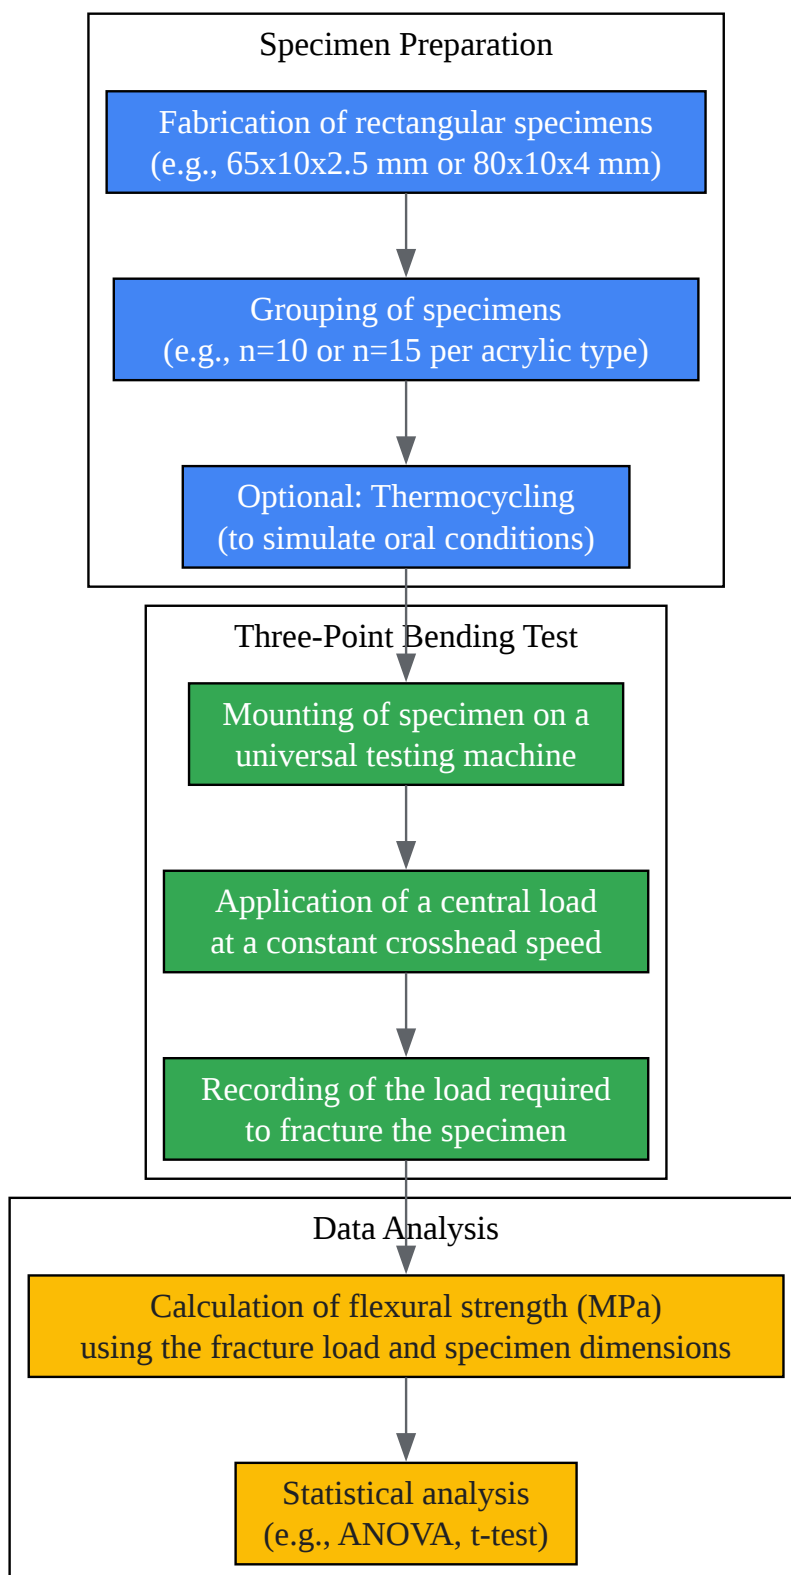 Specimen Preparation
Fabrication of rectangular specimens
(e.g., 65x10x2.5 mm or 80x10x4 mm)
Grouping of specimens
(e.g., n=10 or n=15 per acrylic type)
Optional: Thermocycling
(to simulate oral conditions)
Three-Point Bending Test
Mounting of specimen on a
universal testing machine
Application of a central load
at a constant crosshead speed
Recording of the load required
to fracture the specimen
Data Analysis
Calculation of flexural strength (MPa)
using the fracture load and specimen dimensions
Statistical analysis
(e.g., ANOVA, t-test)